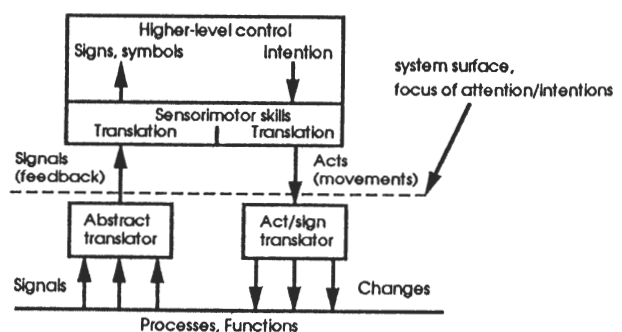 Higher-level control
Signs, symbols
Intention
system surface,
focus of attention/intentions
Sensorimotor skills
Translation
Translation
Signals
(feedback)
Acts
(movements)
Abstract
translator
Act/sign
translator
Signals
Changes
Processes, Functions